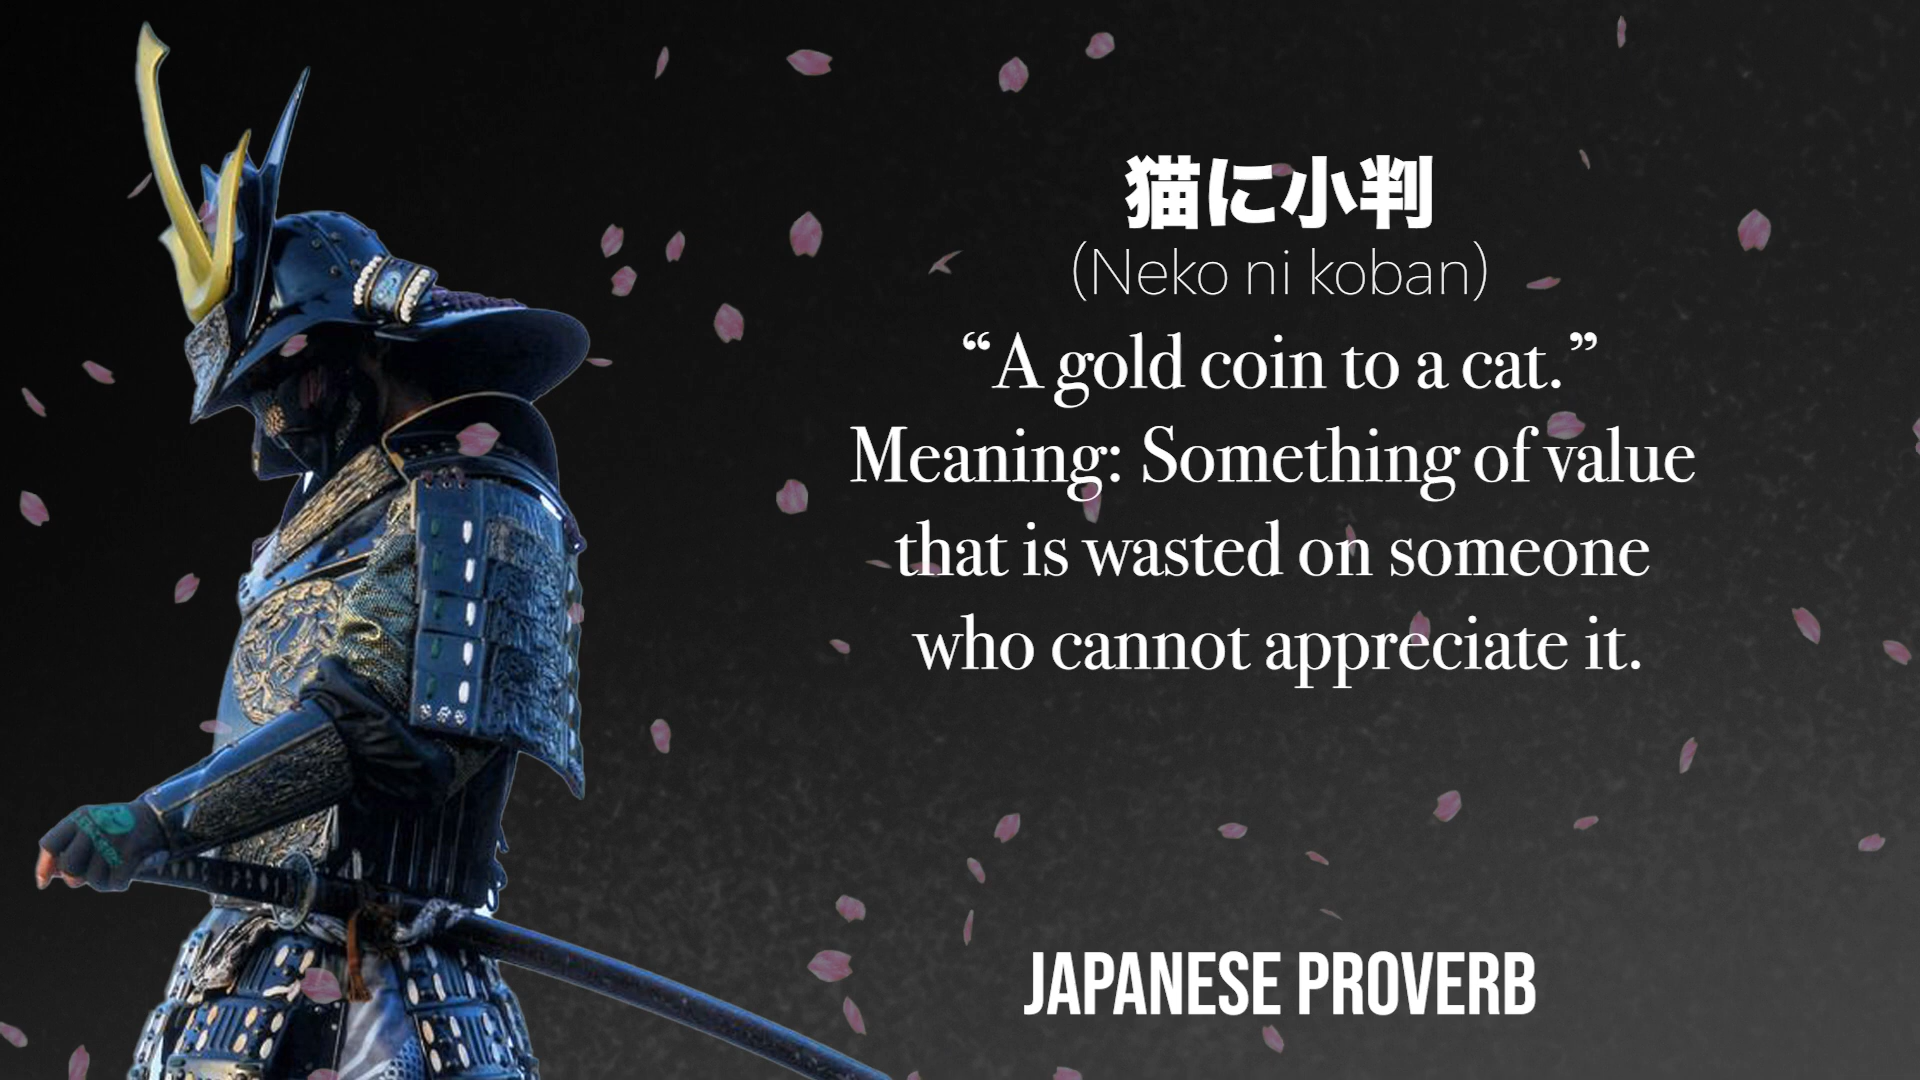 猫に小判
(Neko ni koban)
“A gold coin to a cat.”
Meaning: Something of value
that is wasted on someone
who cannot appreciate it.
JAPANESE PROVERB